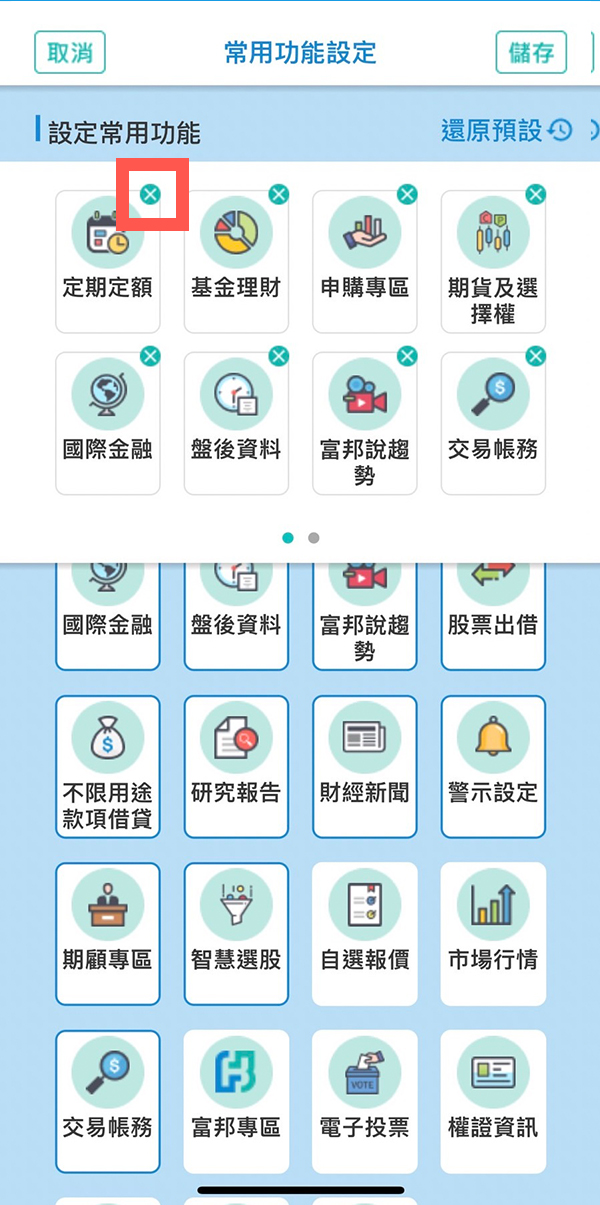 取消
常用功能設定
儲存
設定常用功能
還原預設
定期定額
基金理財
申購專區
期貨及選
擇權
國際金融
盤後資料
富邦說趨
勢
交易帳務
國際金融
盤後資料
富邦說趨
勢
股票出借
不限用途
款項借貸
研究報告
財經新聞
警示設定
期顧專區
智慧選股
自選報價
市場行情
交易帳務
富邦專區
VOTE
電子投票
權證資訊